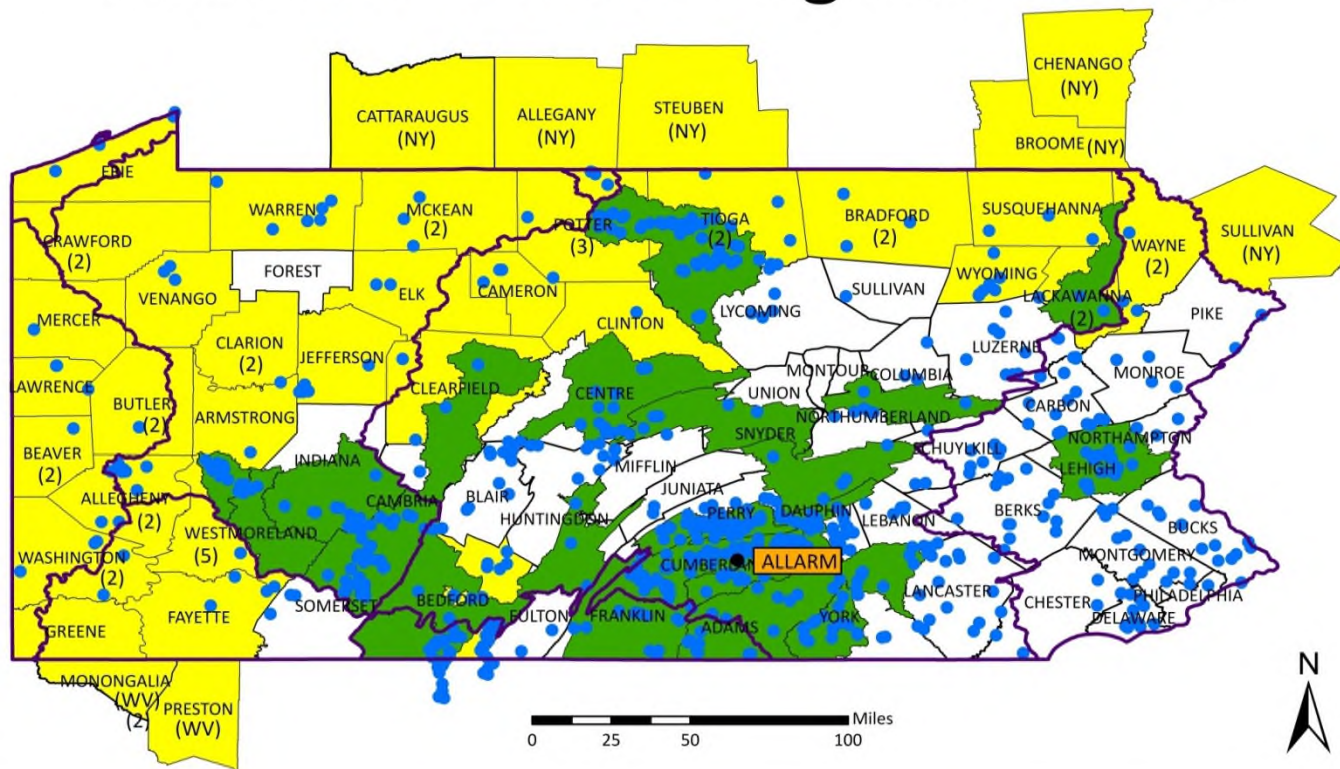 CHENANGO
(NY)
CATTARAUGUS
(NY)
ALLEGANY
(NY)
STEUBEN
(NY)
BROOME (NY)
ERIE
WARREN
MCKEAN
(2)
POTTER
(3)
TIOGA
(2)
BRADFORD
(2)
SUSQUEHANNA
WAYNE
(2)
SULLIVAN
(NY)
CRAWFORD
(2)
FOREST
VENANGO
ELK
CAMERON
WYOMING
LACKAWANNA
(2)
SULLIVAN
LYCOMING
PIKE
MERCER
CLARION
(2)
JEFFERSON
CLINTON
LUZERNE
MONROE
LAWRENCE
BUTLER
(2)
ARMSTRONG
CLEARFIELD
CENTRE
UNION
MONTOUR
COLUMBIA
CARBON
NORTHUMBERLAND
BEAVER
(2)
INDIANA
SNYDER
SCHUYLKILL
NORTHAMPTON
LEHIGH
MIFFLIN
JUNIATA
ALLEGHENY
(2)
CAMBRIA
BLAIR
HUNTINGDON
PERRY
DAUPHIN
LEBANON
BERKS
BUCKS
WESTMORELAND
(5)
WASHINGTON
(2)
CUMBERLAND
ALLARM
MONTGOMERY
LANCASTER
CHESTER
PHILADELPHIA
DELAWARE
GREENE
FAYETTE
SOMERSET
BEDFORD
FULTON
FRANKLIN
ADAMS
YORK
MONONGALIA
(WV)
(2)
PRESTON
(WV)
N
Miles
0 25 50 100